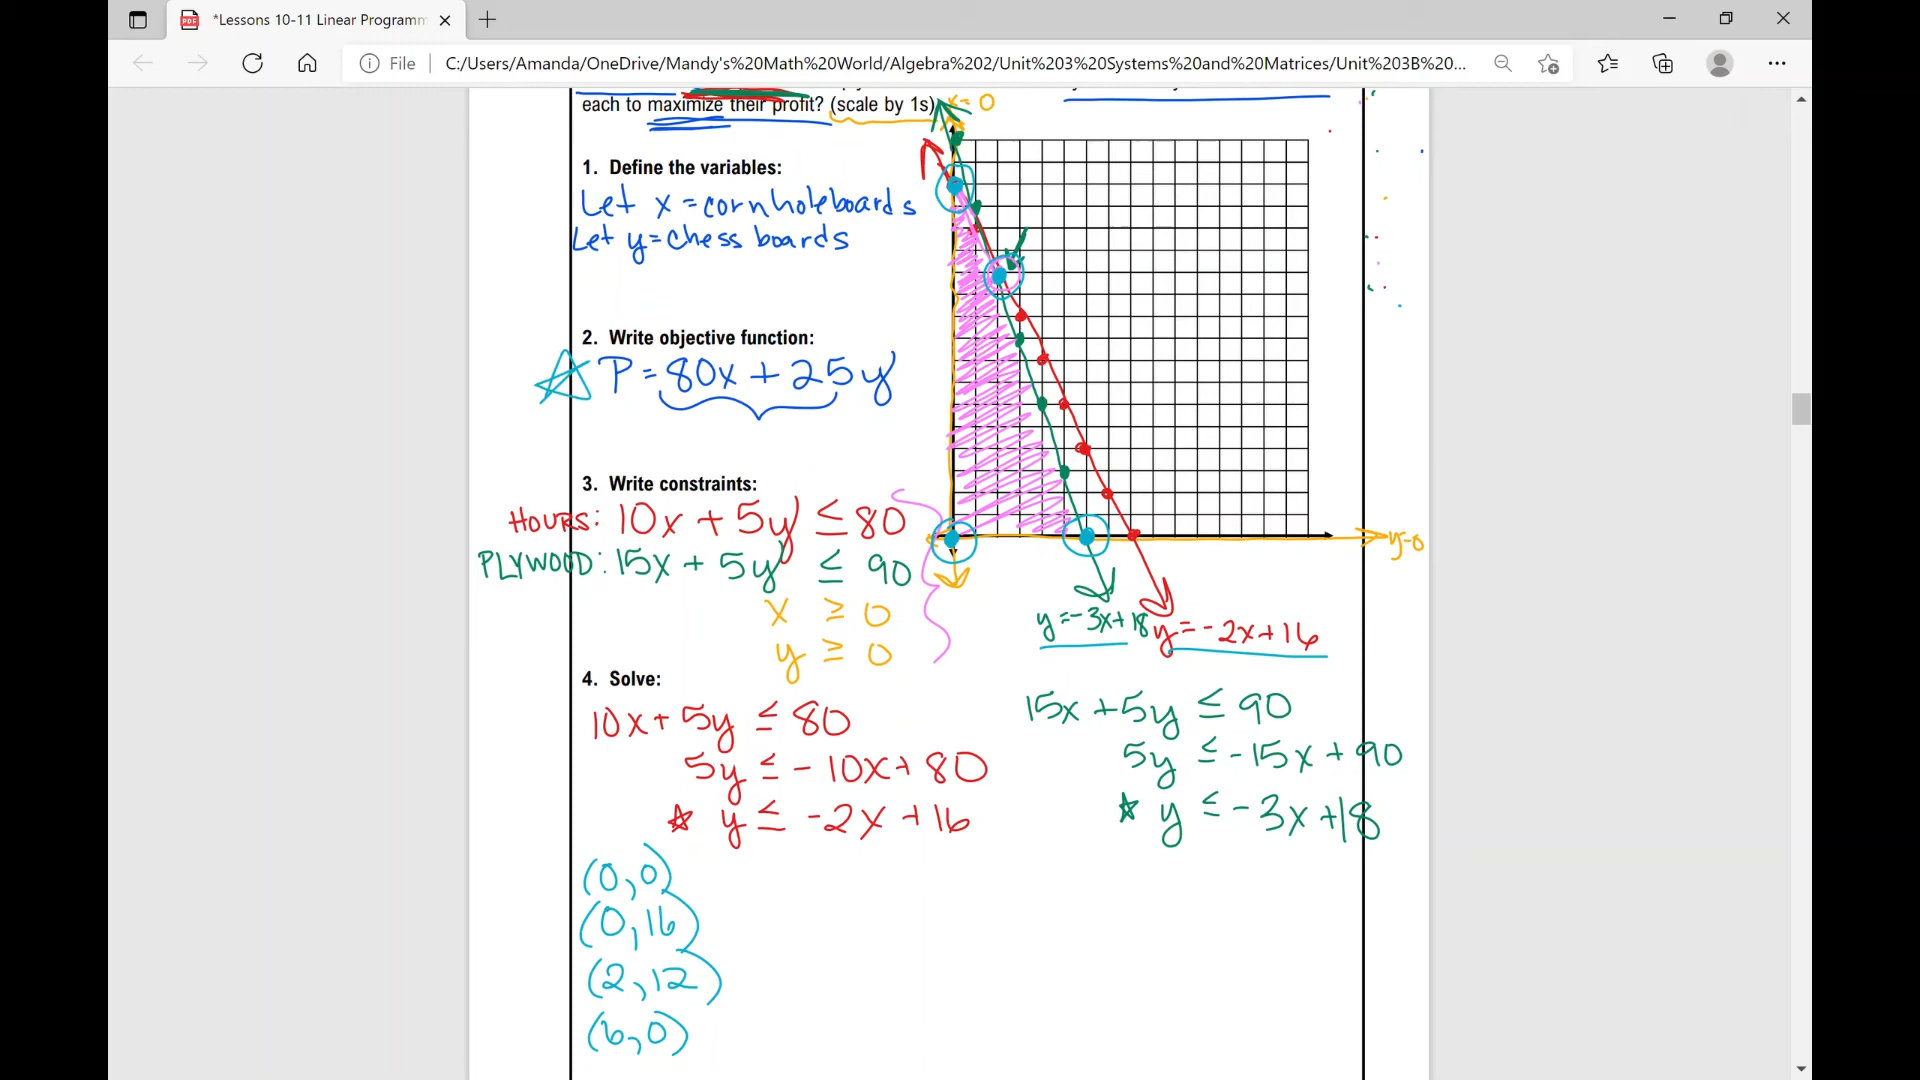 *Lessons 10-11 Linear Programm
File
C:/Users/Amanda/OneDrive/Mandy's%20Math%20World/Algebra%202/Unit%203%20Systems%20and%20Matrices/Unit%203B%20...
each to maximize their profit? (scale by 1s)
x=0
1. Define the variables:
Let x = cornholeboards
Let y = chess boards
2. Write objective function:
P = 80x + 25y
3. Write constraints:
HOURS: 10x + 5y ≤ 80
PLYWOOD: 15x + 5y ≤ 90
x ≥ 0
y ≥ 0
y=0
y = -3x+18
y = -2x+16
4. Solve:
10x + 5y ≤ 80
5y ≤ -10x + 80
y ≤ -2x + 16
15x + 5y ≤ 90
5y ≤ -15x + 90
y ≤ -3x + 18
(0,0)
(0,16)
(2,12)
(6,0)